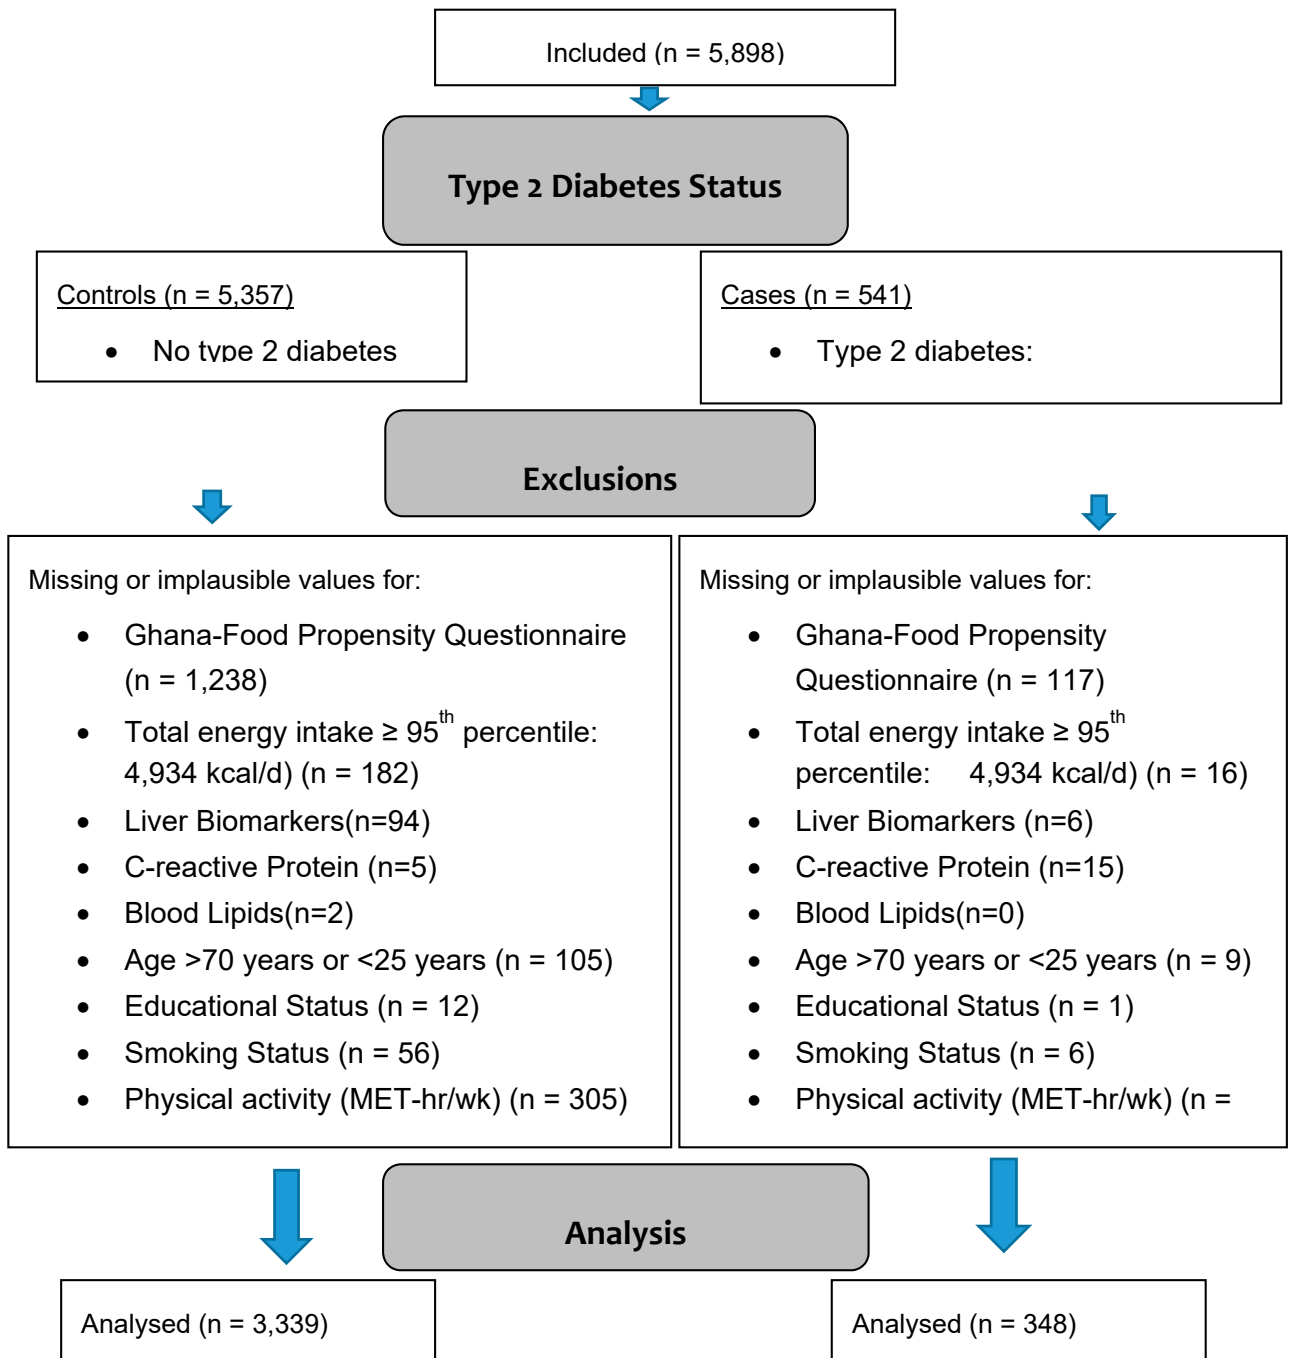 Included (n = 5,898)
Type 2 Diabetes Status
Controls (n = 5,357)
• No type 2 diabetes
Cases (n = 541)
• Type 2 diabetes:
Exclusions
Missing or implausible values for:
• Ghana-Food Propensity Questionnaire
(n = 1,238)
• Total energy intake ≥ 95th percentile:
4,934 kcal/d) (n = 182)
• Liver Biomarkers(n=94)
• C-reactive Protein (n=5)
• Blood Lipids(n=2)
• Age >70 years or <25 years (n = 105)
• Educational Status (n = 12)
• Smoking Status (n = 56)
• Physical activity (MET-hr/wk) (n = 305)
Missing or implausible values for:
• Ghana-Food Propensity
Questionnaire (n = 117)
• Total energy intake ≥ 95th
percentile: 4,934 kcal/d) (n = 16)
• Liver Biomarkers (n=6)
• C-reactive Protein (n=15)
• Blood Lipids(n=0)
• Age >70 years or <25 years (n = 9)
• Educational Status (n = 1)
• Smoking Status (n = 6)
• Physical activity (MET-hr/wk) (n =
Analysis
Analysed (n = 3,339)
Analysed (n = 348)